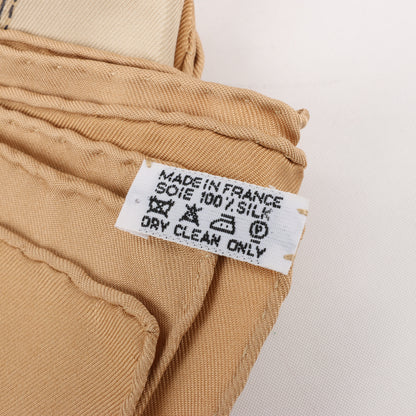 MADE IN FRANCE
SOIE 100% SILK
DRY CLEAN ONLY